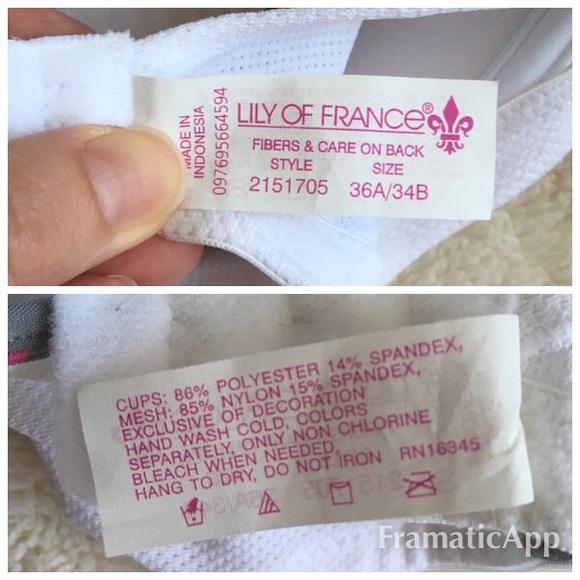 MADE IN
INDONESIA
097695664594
LILY OF FRANCE®
FIBERS & CARE ON BACK
STYLE SIZE
2151705 36A/34B
CUPS: 86% POLYESTER 14% SPANDEX,
MESH: 85% NYLON 15% SPANDEX,
EXCLUSIVE OF DECORATION
HAND WASH COLD, COLORS
SEPARATELY, ONLY NON CHLORINE
BLEACH WHEN NEEDED,
HANG TO DRY, DO NOT IRON RN16345
FramaticApp